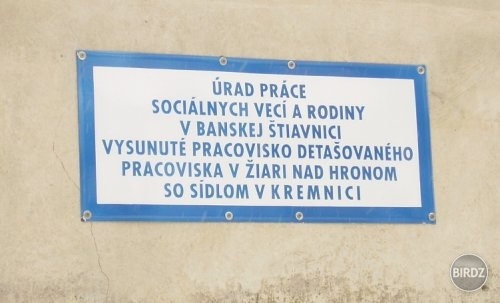 ÚRAD PRÁCE
SOCIÁLNYCH VECÍ A RODINY
V BANSKEJ ŠTIAVNICI
VYSUNUTÉ PRACOVISKO DETAŠOVANÉHO
PRACOVISKA V ŽIARI NAD HRONOM
SO SÍDLOM V KREMNICI
BIRDZ